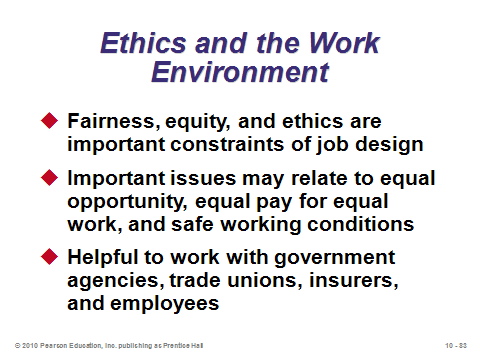 Ethics and the Work
Environment
Fairness, equity, and ethics are
important constraints of job design
Important issues may relate to equal
opportunity, equal pay for equal
work, and safe working conditions
Helpful to work with government
agencies, trade unions, insurers,
and employees
© 2010 Pearson Education, Inc. publishing as Prentice Hall
10 - 83